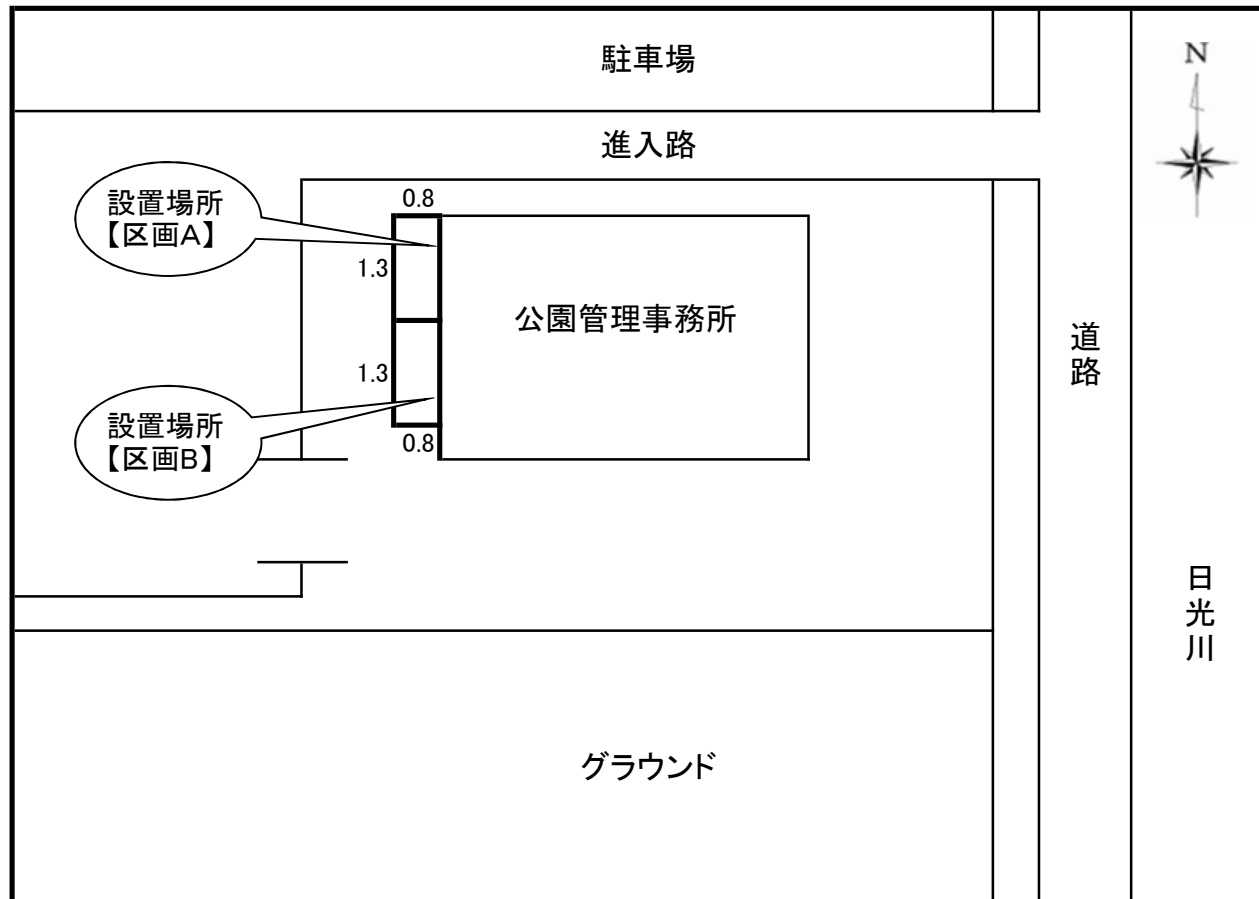 駐車場
N
進入路
設置場所
【区画A】
0.8
1.3
公園管理事務所
道路
1.3
設置場所
【区画B】
0.8
日光川
グラウンド